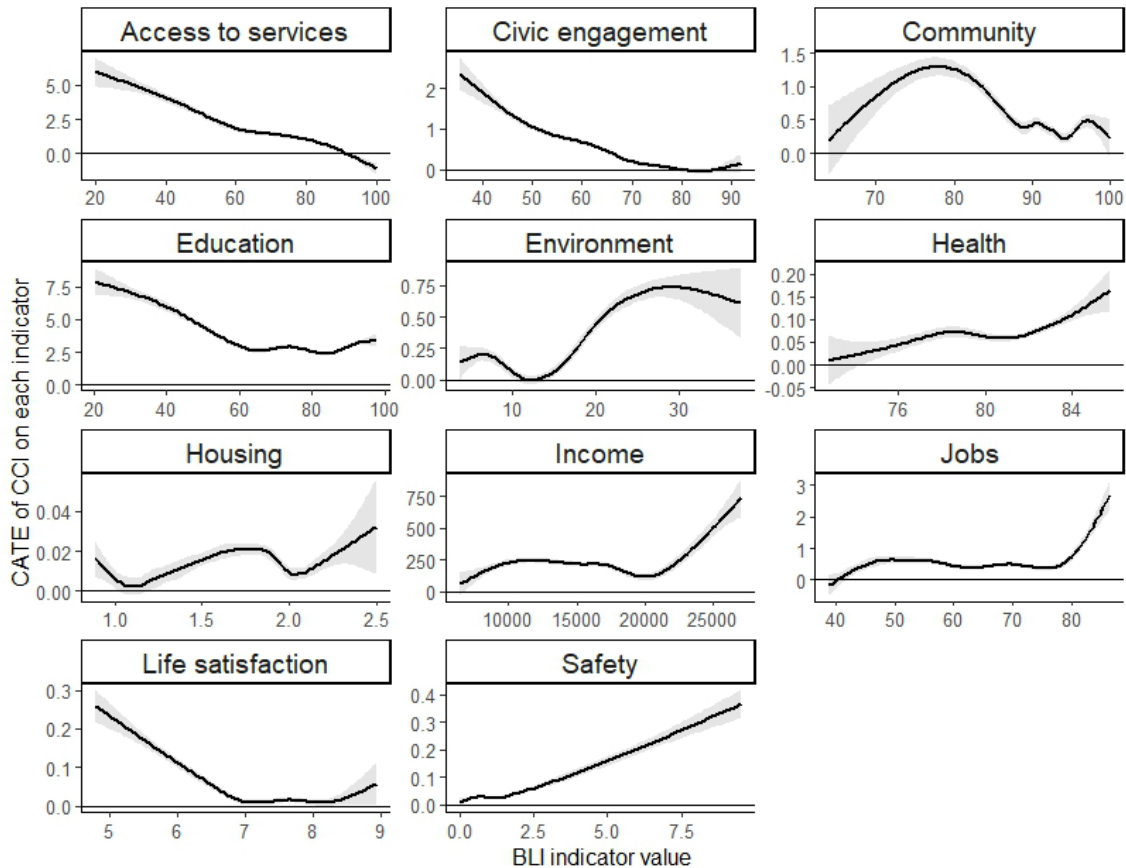 Access to services
Civic engagement
Community
5.0
2.5
0.0
20 40 60 80 100
2
1
0
40 50 60 70 80 90
1.5
1.0
0.5
0.0
70 80 90 100
Education
Environment
Health
7.5
5.0
2.5
0.0
20 40 60 80 100
0.75
0.50
0.25
0.00
10 20 30
0.20
0.15
0.10
0.05
0.00
-0.05
76 80 84
CATE of CCI on each indicator
Housing
Income
Jobs
0.04
0.02
0.00
1.0 1.5 2.0 2.5
750
500
250
0
10000 15000 20000 25000
3
2
1
0
40 50 60 70 80
Life satisfaction
Safety
0.3
0.2
0.1
0.0
5 6 7 8 9
0.4
0.3
0.2
0.1
0.0
0.0 2.5 5.0 7.5
BLI indicator value